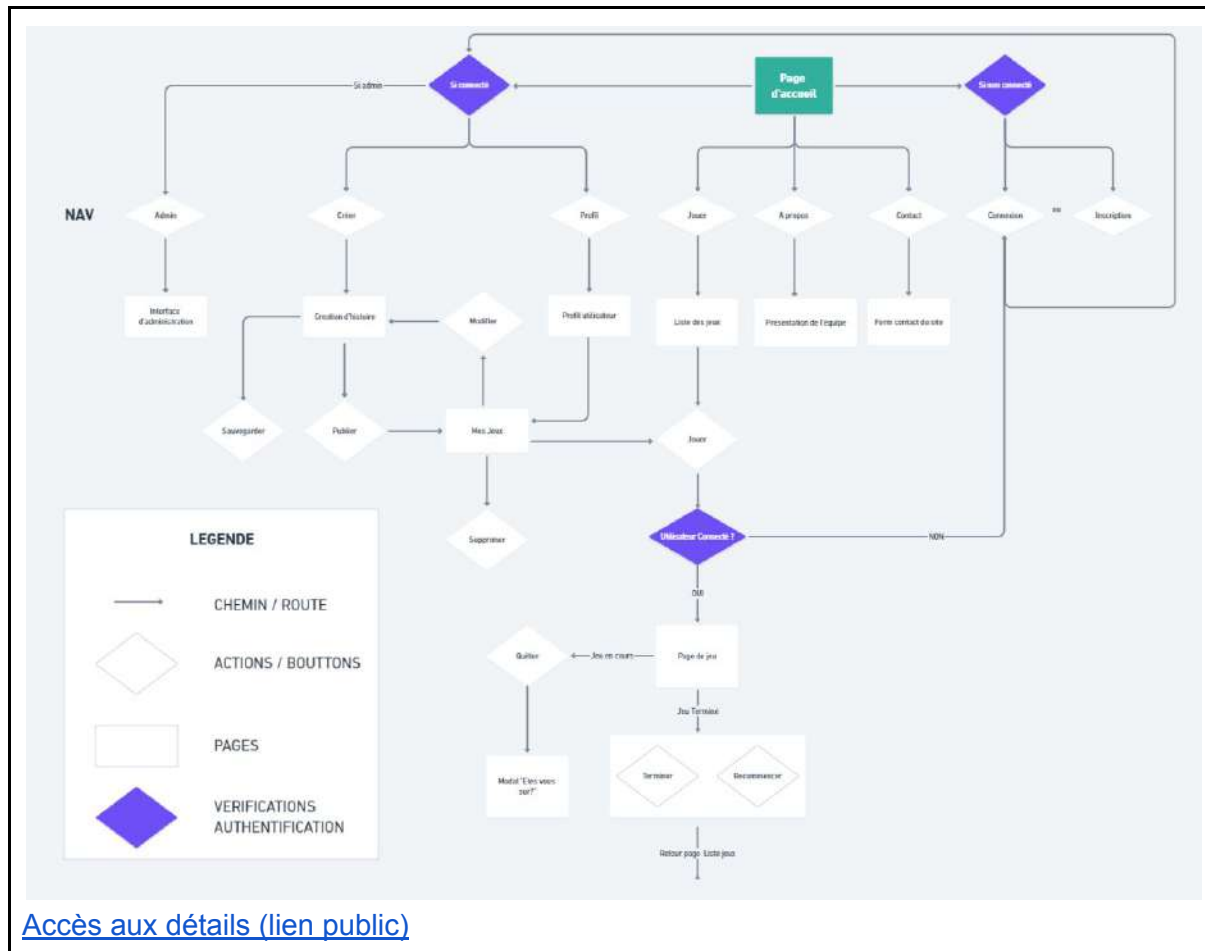 Page
d'accueil
Si connecté
Si non connecté
Si admin
NAV
Admin
Créer
Profil
Jouer
A propos
Contact
Connexion
ou
Inscription
Interface
d'administration
Création d'histoire
Modifier
Profil utilisateur
Liste des jeux
Présentation de l'équipe
Form contact du site
Sauvegarder
Publier
Mes Jeux
Jouer
Supprimer
Utilisateur Connecté ?
NON
OUI
Quitter
Jeu en cours
Page de jeu
Jeu Terminé
Modal "Etes vous
sur?"
Terminer
Recommencer
Retour page Liste jeux
LEGENDE
CHEMIN / ROUTE
ACTIONS / BOUTTONS
PAGES
VERIFICATIONS
AUTHENTIFICATION
Accès aux détails (lien public)